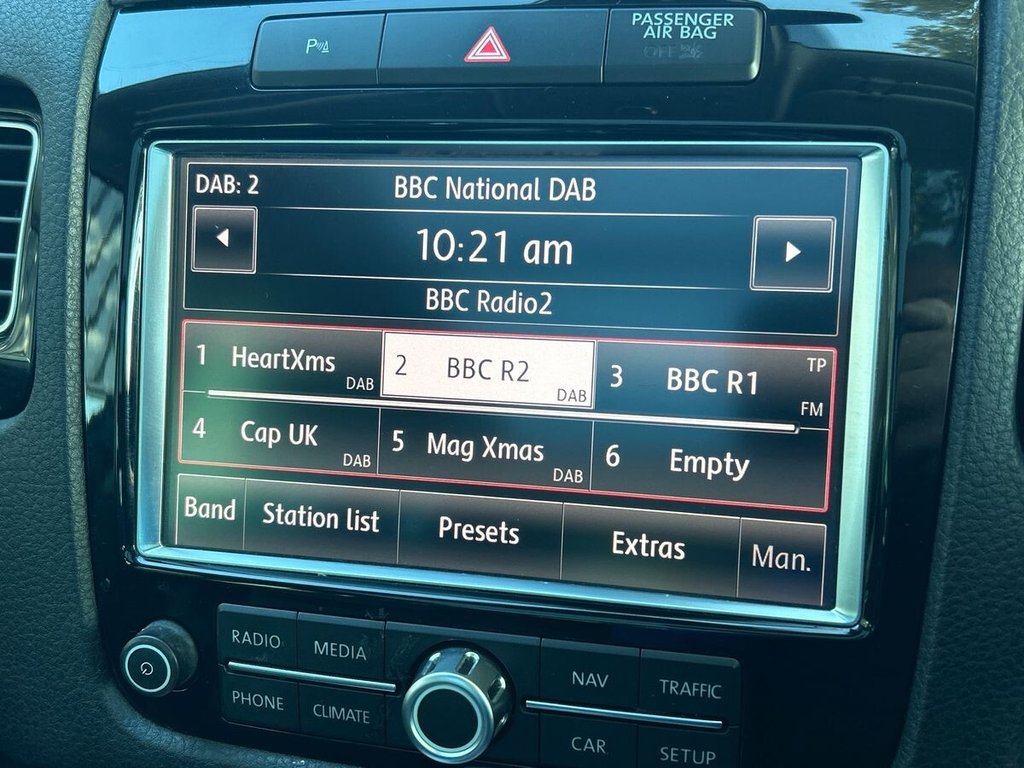 P
PASSENGER
AIR BAG
OFF
DAB: 2 BBC National DAB
10:21 am
BBC Radio2
1 HeartXms DAB
2 BBC R2 DAB
3 BBC R1 TP FM
4 Cap UK DAB
5 Mag Xmas DAB
6 Empty
Band Station list Presets Extras Man.
RADIO MEDIA NAV TRAFFIC
PHONE CLIMATE CAR SETUP